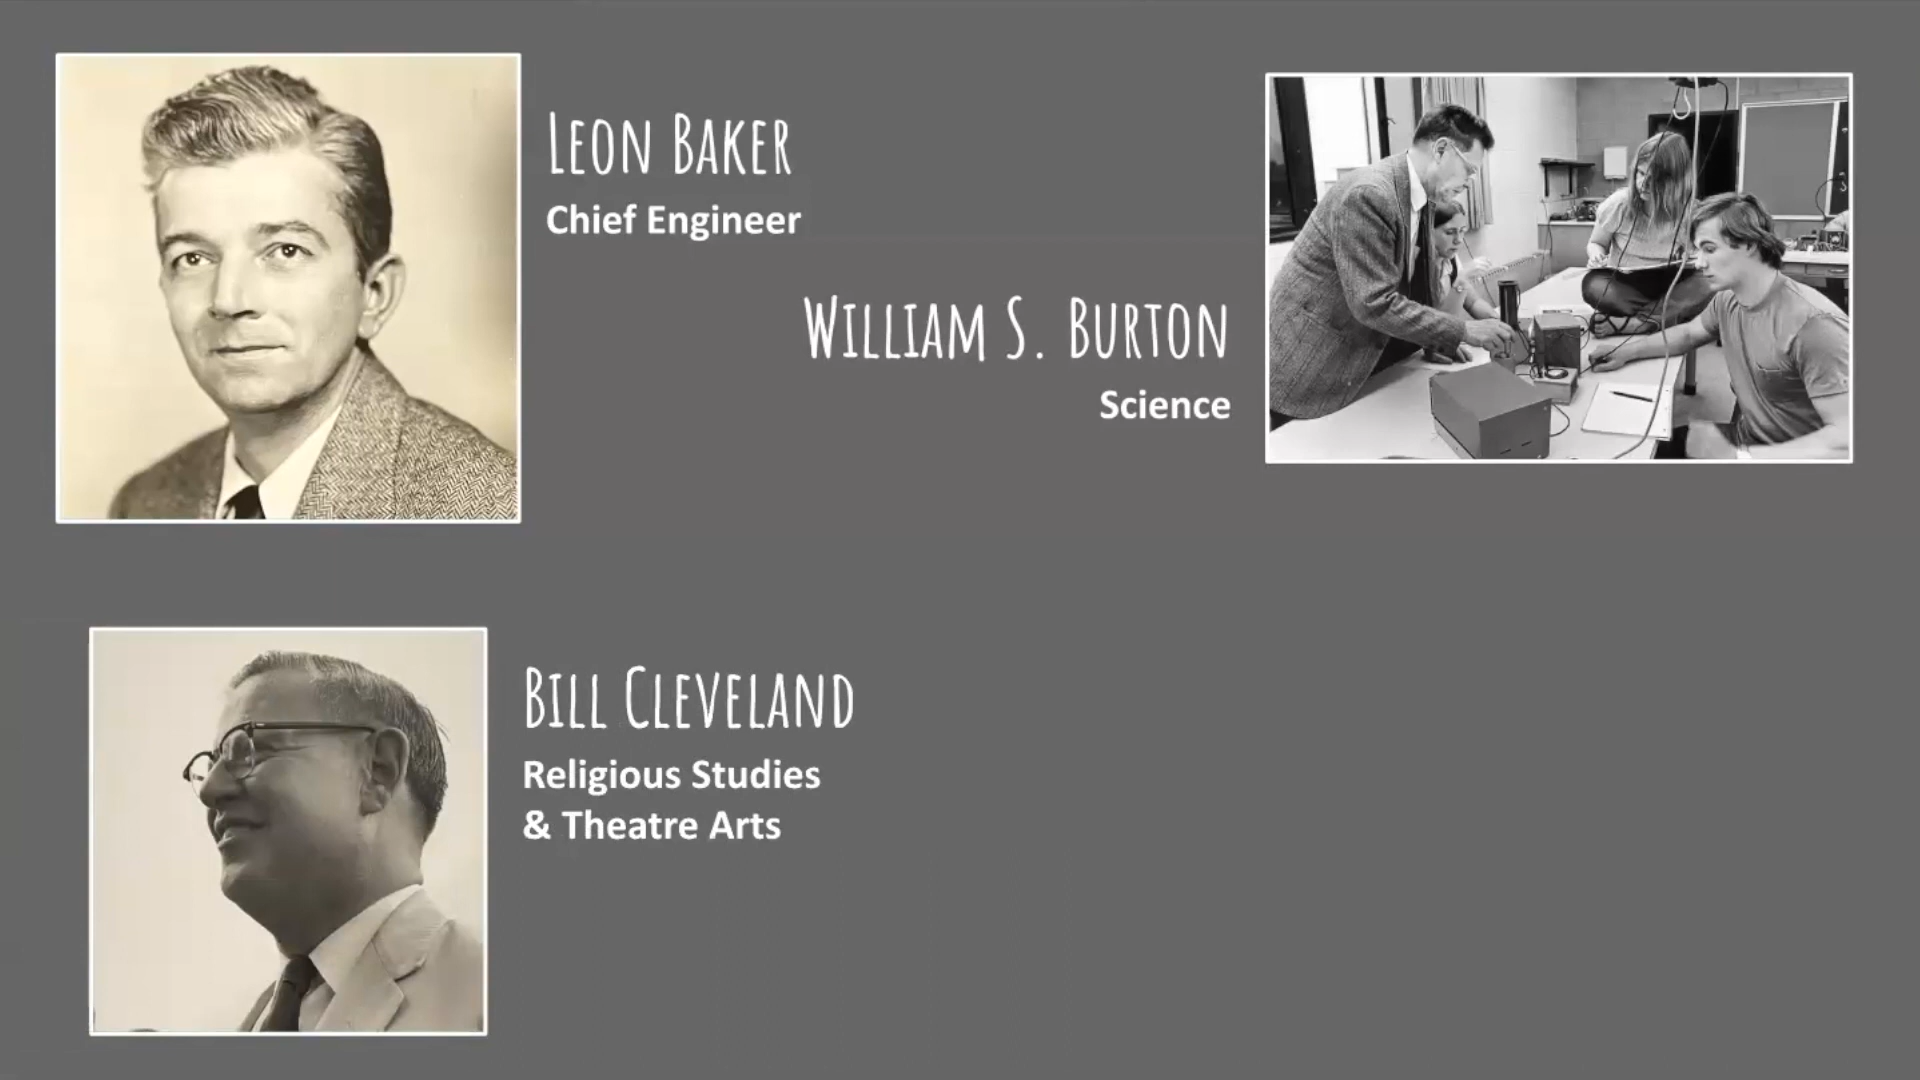 Leon Baker
Chief Engineer
William S. Burton
Science
Bill Cleveland
Religious Studies
& Theatre Arts